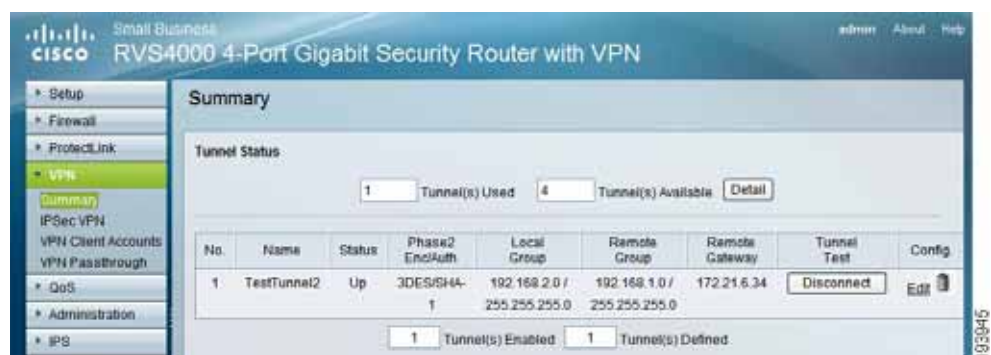 Small Business
CISCO RVS4000 4-Port Gigabit Security Router with VPN
admin About Help
Setup
Firewall
ProtectLink
VPN
Summary
IPSec VPN
VPN Client Accounts
VPN Passthrough
QoS
Administration
IPS
Summary
Tunnel Status
1 Tunnel(s) Used 4 Tunnel(s) Available Detail
No. Name Status Phase2 Enc/Auth Local Group Remote Group Remote Gateway Tunnel Test Config
1 TestTunnel2 Up 3DES/SHA-1 192.168.2.0 / 255.255.255.0 192.168.1.0 / 255.255.255.0 172.21.6.34 Disconnect Edit
1 Tunnel(s) Enabled 1 Tunnel(s) Defined